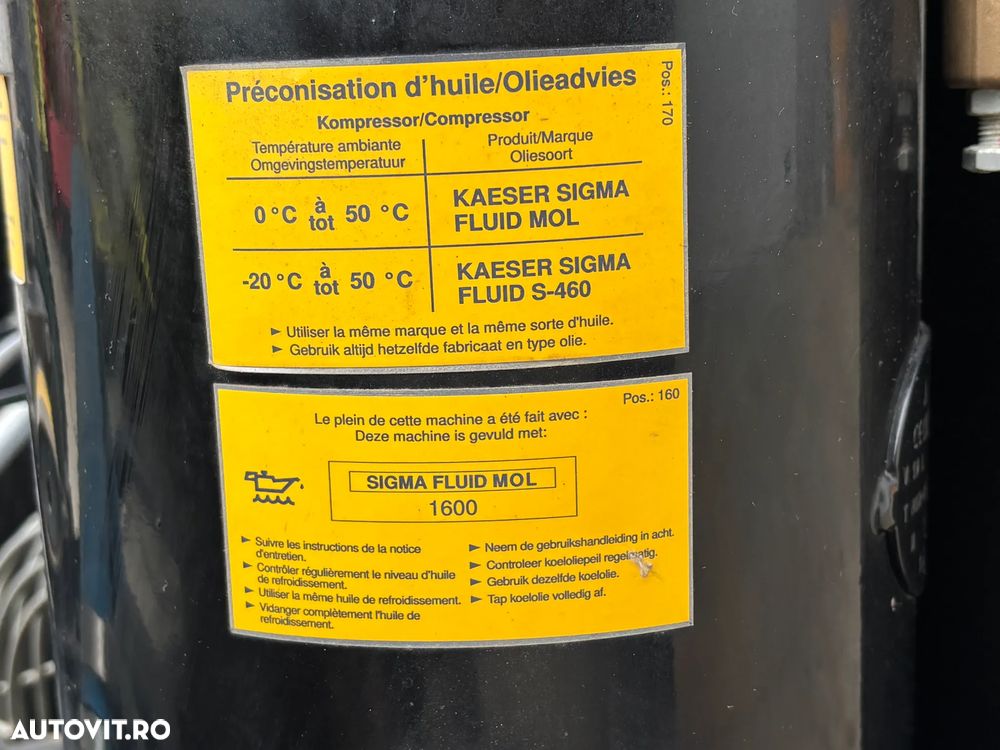 Préconisation d'huile/Olieadvies
Pos.: 170
Kompressor/Compressor
Température ambiante
Omgevingstemperatuur
Produit/Marque
Oliesoort
0 °C à tot 50 °C
KAESER SIGMA
FLUID MOL
-20 °C à tot 50 °C
KAESER SIGMA
FLUID S-460
► Utiliser la même marque et la même sorte d'huile.
► Gebruik altijd hetzelfde fabricaat en type olie.
Pos.: 160
Le plein de cette machine a été fait avec :
Deze machine is gevuld met:
SIGMA FLUID MOL
1600
► Suivre les instructions de la notice
d'entretien.
► Contrôler régulièrement le niveau d'huile
de refroidissement.
► Utiliser la même huile de refroidissement.
► Vidanger complètement l'huile de
refroidissement.
► Neem de gebruikshandleiding in acht.
► Controleer koeloliepeil regelmatig.
► Gebruik dezelfde koelolie.
► Tap koelolie volledig af.
AUTOVIT.RO